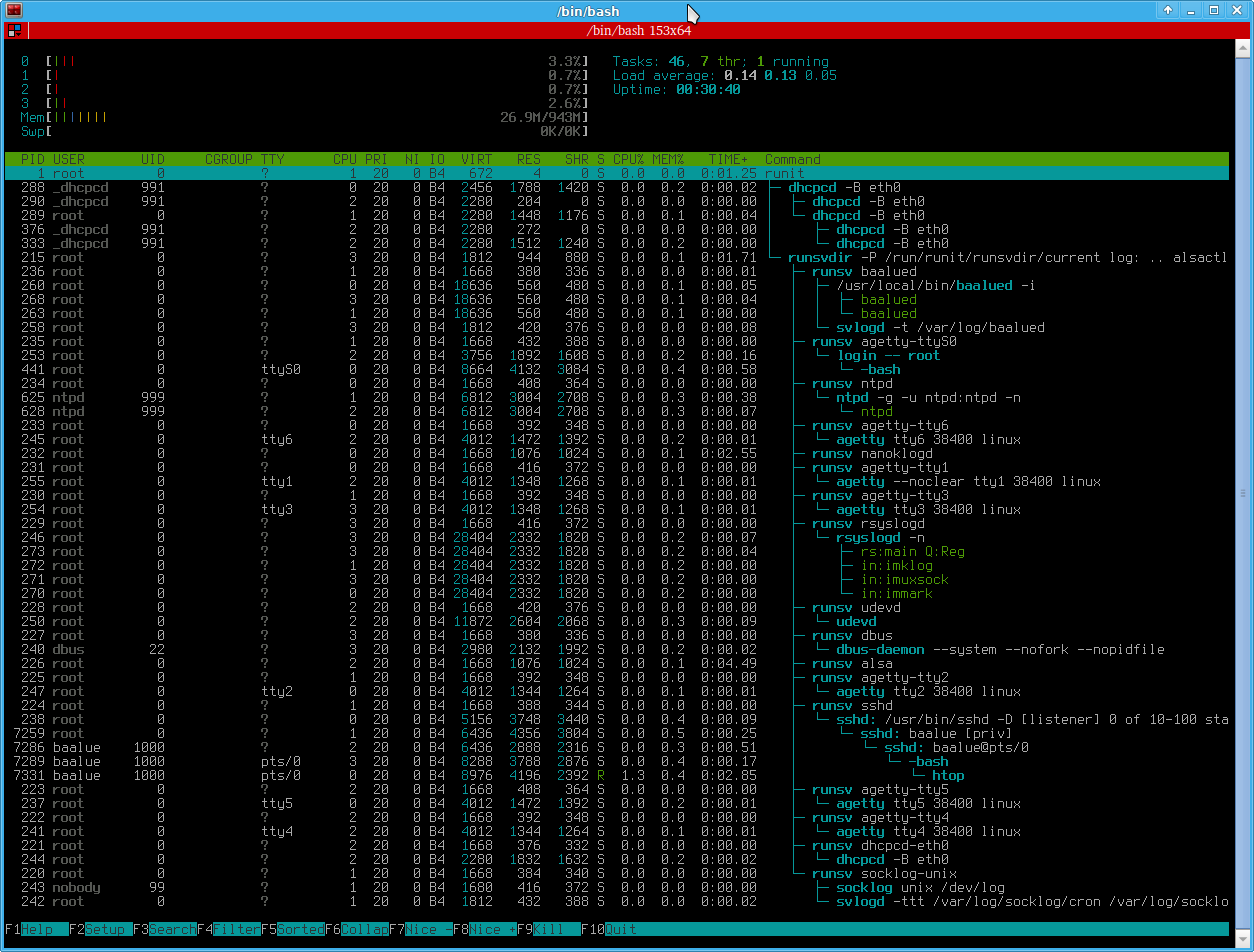 /bin/bash
/bin/bash 153x64
0 [||| 3.3%] Tasks: 46, 7 thr; 1 running
1 [| 0.7%] Load average: 0.14 0.13 0.05
2 [| 0.7%] Uptime: 00:30:40
3 [|| 2.6%]
Mem[||||||| 26.9M/943M]
Swp[ 0K/0K]
PID USER UID CGROUP TTY CPU PRI NI IO VIRT RES SHR S CPU% MEM% TIME+ Command
1 root 0 ? 1 20 0 B4 672 4 0 S 0.0 0.0 0:01.25 runit
288 _dhcpcd 991 ? 0 20 0 B4 2456 1788 1420 S 0.0 0.2 0:00.02 ├─ dhcpcd -B eth0
290 _dhcpcd 991 ? 2 20 0 B4 2280 204 0 S 0.0 0.0 0:00.00 │ ├─ dhcpcd -B eth0
289 root 0 ? 1 20 0 B4 2280 1448 1176 S 0.0 0.1 0:00.04 │ └─ dhcpcd -B eth0
376 _dhcpcd 991 ? 2 20 0 B4 2280 272 0 S 0.0 0.0 0:00.00 │ ├─ dhcpcd -B eth0
333 _dhcpcd 991 ? 2 20 0 B4 2280 1512 1240 S 0.0 0.2 0:00.00 │ └─ dhcpcd -B eth0
215 root 0 ? 3 20 0 B4 1812 944 880 S 0.0 0.1 0:01.71 └─ runsvdir -P /run/runit/runsvdir/current log: .. alsactl
236 root 0 ? 1 20 0 B4 1668 380 336 S 0.0 0.0 0:00.01 ├─ runsv baalued
260 root 0 ? 0 20 0 B4 18636 560 480 S 0.0 0.1 0:00.05 │ ├─ /usr/local/bin/baalued -i
268 root 0 ? 3 20 0 B4 18636 560 480 S 0.0 0.1 0:00.04 │ │ ├─ baalued
263 root 0 ? 1 20 0 B4 18636 560 480 S 0.0 0.1 0:00.00 │ │ └─ baalued
258 root 0 ? 3 20 0 B4 1812 420 376 S 0.0 0.0 0:00.08 │ └─ svlogd -t /var/log/baalued
235 root 0 ? 1 20 0 B4 1668 432 388 S 0.0 0.0 0:00.00 ├─ runsv agetty-ttyS0
253 root 0 ? 2 20 0 B4 3756 1892 1608 S 0.0 0.2 0:00.16 │ └─ login -- root
441 root 0 ttyS0 0 20 0 B4 8664 4132 3084 S 0.0 0.4 0:00.58 │ └─ -bash
234 root 0 ? 0 20 0 B4 1668 408 364 S 0.0 0.0 0:00.00 ├─ runsv ntpd
625 ntpd 999 ? 1 20 0 B4 6812 3004 2708 S 0.0 0.3 0:00.38 │ └─ ntpd -g -u ntpd:ntpd -n
628 ntpd 999 ? 2 20 0 B4 6812 3004 2708 S 0.0 0.3 0:00.07 │ └─ ntpd
233 root 0 ? 0 20 0 B4 1668 392 348 S 0.0 0.0 0:00.00 ├─ runsv agetty-tty6
245 root 0 tty6 2 20 0 B4 4012 1472 1392 S 0.0 0.2 0:00.01 │ └─ agetty tty6 38400 linux
232 root 0 ? 0 20 0 B4 1668 1076 1024 S 0.0 0.1 0:02.55 ├─ runsv nanoklogd
231 root 0 ? 0 20 0 B4 1668 416 372 S 0.0 0.0 0:00.00 ├─ runsv agetty-tty1
255 root 0 tty1 2 20 0 B4 4012 1348 1268 S 0.0 0.1 0:00.01 │ └─ agetty --noclear tty1 38400 linux
230 root 0 ? 1 20 0 B4 1668 392 348 S 0.0 0.0 0:00.00 ├─ runsv agetty-tty3
254 root 0 tty3 3 20 0 B4 4012 1348 1268 S 0.0 0.1 0:00.01 │ └─ agetty tty3 38400 linux
229 root 0 ? 3 20 0 B4 1668 416 372 S 0.0 0.0 0:00.00 ├─ runsv rsyslogd
246 root 0 ? 3 20 0 B4 28404 2332 1820 S 0.0 0.2 0:00.07 │ └─ rsyslogd -n
273 root 0 ? 3 20 0 B4 28404 2332 1820 S 0.0 0.2 0:00.04 │ ├─ rs:main Q:Reg
272 root 0 ? 1 20 0 B4 28404 2332 1820 S 0.0 0.2 0:00.00 │ ├─ in:imklog
271 root 0 ? 3 20 0 B4 28404 2332 1820 S 0.0 0.2 0:00.00 │ ├─ in:imuxsock
270 root 0 ? 0 20 0 B4 28404 2332 1820 S 0.0 0.2 0:00.00 │ └─ in:immark
228 root 0 ? 2 20 0 B4 1668 420 376 S 0.0 0.0 0:00.00 ├─ runsv udevd
250 root 0 ? 2 20 0 B4 11872 2604 2068 S 0.0 0.3 0:00.09 │ └─ udevd
227 root 0 ? 3 20 0 B4 1668 380 336 S 0.0 0.0 0:00.00 ├─ runsv dbus
240 dbus 22 ? 3 20 0 B4 2980 2132 1992 S 0.0 0.2 0:00.02 │ └─ dbus-daemon --system --nofork --nopidfile
226 root 0 ? 2 20 0 B4 1668 1076 1024 S 0.0 0.1 0:04.49 ├─ runsv alsa
225 root 0 ? 1 20 0 B4 1668 392 348 S 0.0 0.0 0:00.00 ├─ runsv agetty-tty2
247 root 0 tty2 0 20 0 B4 4012 1344 1264 S 0.0 0.1 0:00.01 │ └─ agetty tty2 38400 linux
224 root 0 ? 1 20 0 B4 1668 388 344 S 0.0 0.0 0:00.00 ├─ runsv sshd
238 root 0 ? 0 20 0 B4 5156 3748 3440 S 0.0 0.4 0:00.09 │ └─ sshd: /usr/bin/sshd -D [listener] 0 of 10-100 sta
7259 root 0 ? 1 20 0 B4 6436 4356 3804 S 0.0 0.5 0:00.25 │ └─ sshd: baalue [priv]
7286 baalue 1000 ? 2 20 0 B4 6436 2888 2316 S 0.0 0.3 0:00.51 │ └─ sshd: baalue@pts/0
7289 baalue 1000 pts/0 3 20 0 B4 8288 3788 2876 S 0.0 0.4 0:00.17 │ └─ -bash
7331 baalue 1000 pts/0 0 20 0 B4 8976 4196 2392 R 1.3 0.4 0:02.85 │ └─ htop
223 root 0 ? 2 20 0 B4 1668 408 364 S 0.0 0.0 0:00.00 ├─ runsv agetty-tty5
237 root 0 tty5 0 20 0 B4 4012 1472 1392 S 0.0 0.2 0:00.01 │ └─ agetty tty5 38400 linux
222 root 0 ? 2 20 0 B4 1668 392 348 S 0.0 0.0 0:00.00 ├─ runsv agetty-tty4
241 root 0 tty4 2 20 0 B4 4012 1344 1264 S 0.0 0.1 0:00.01 │ └─ agetty tty4 38400 linux
221 root 0 ? 2 20 0 B4 1668 376 332 S 0.0 0.0 0:00.00 ├─ runsv dhcpcd-eth0
244 root 0 ? 2 20 0 B4 2280 1832 1632 S 0.0 0.2 0:00.02 │ └─ dhcpcd -B eth0
220 root 0 ? 1 20 0 B4 1668 384 340 S 0.0 0.0 0:00.00 └─ runsv socklog-unix
243 nobody 99 ? 1 20 0 B4 1680 416 372 S 0.0 0.0 0:00.00 ├─ socklog unix /dev/log
242 root 0 ? 1 20 0 B4 1812 432 388 S 0.0 0.0 0:00.02 └─ svlogd -ttt /var/log/socklog/cron /var/log/socklo
F1Help F2Setup F3SearchF4FilterF5SortedF6CollapF7Nice -F8Nice +F9Kill F10Quit